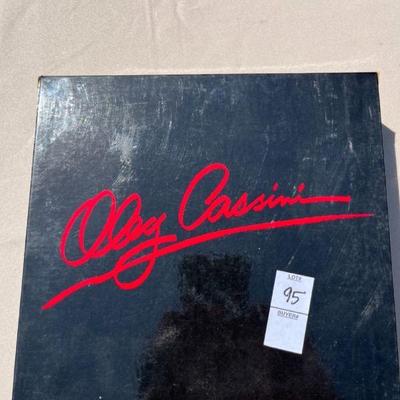 Oleg Cassini
LOT#
95
BUYER#